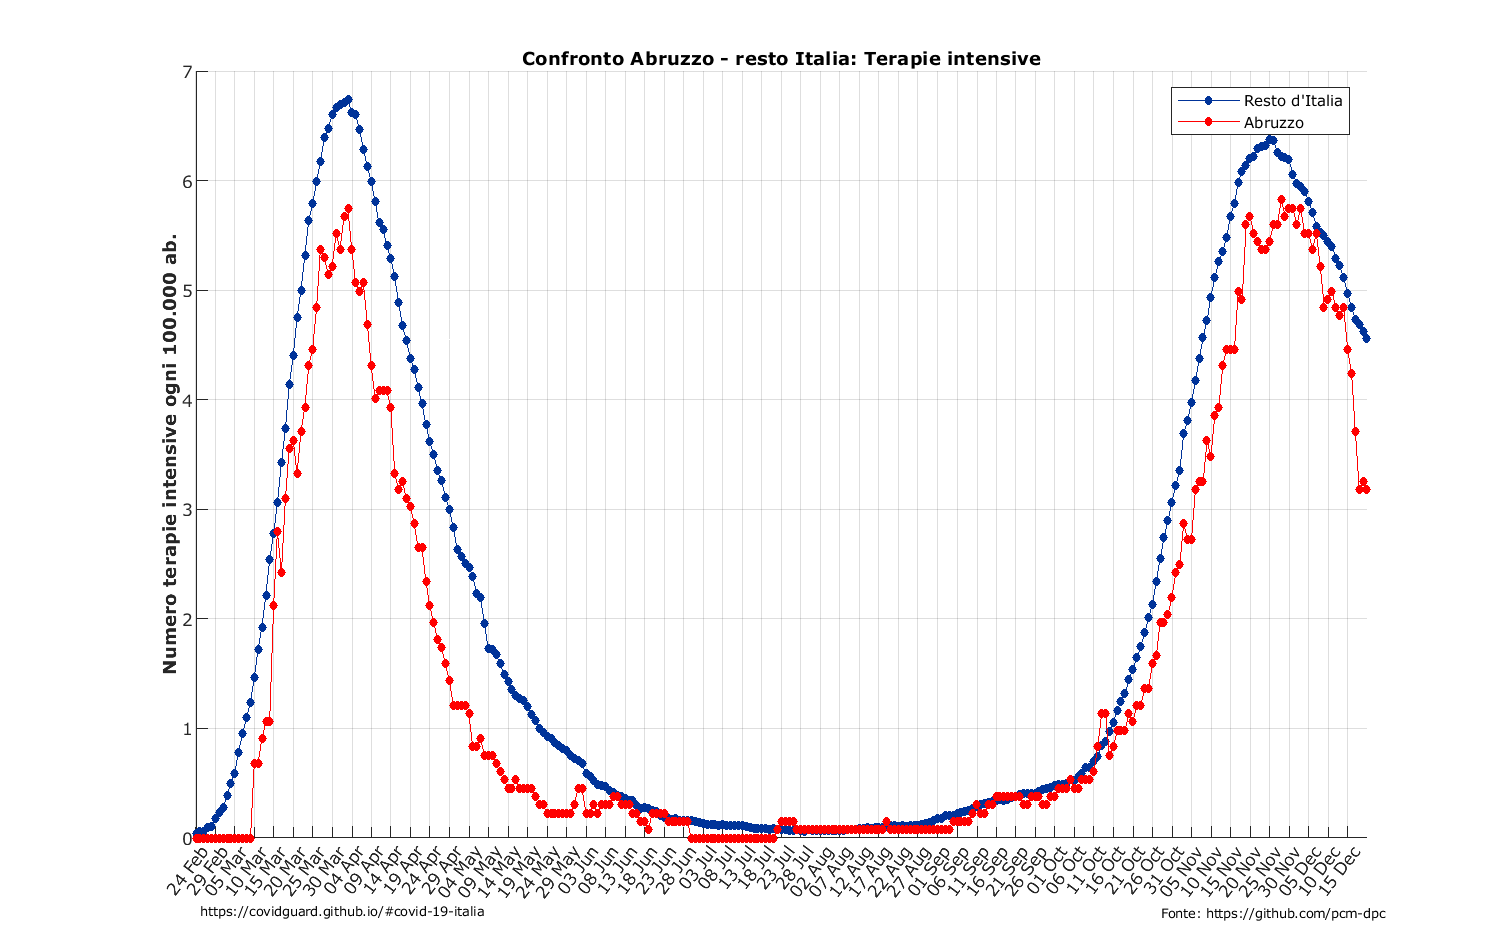 Confronto Abruzzo - resto Italia: Terapie intensive
Resto d'Italia
Abruzzo
Numero terapie intensive ogni 100.000 ab.
7
6
5
4
3
2
1
0
24 Feb
29 Feb
05 Mar
10 Mar
15 Mar
20 Mar
25 Mar
30 Mar
04 Apr
09 Apr
14 Apr
19 Apr
24 Apr
29 Apr
04 May
09 May
14 May
19 May
24 May
29 May
03 Jun
08 Jun
13 Jun
18 Jun
23 Jun
28 Jun
03 Jul
08 Jul
13 Jul
18 Jul
23 Jul
28 Jul
02 Aug
07 Aug
12 Aug
17 Aug
22 Aug
27 Aug
01 Sep
06 Sep
11 Sep
16 Sep
21 Sep
26 Sep
01 Oct
06 Oct
11 Oct
16 Oct
21 Oct
26 Oct
31 Oct
05 Nov
10 Nov
15 Nov
20 Nov
25 Nov
30 Nov
05 Dec
10 Dec
15 Dec
https://covidguard.github.io/#covid-19-italia
Fonte: https://github.com/pcm-dpc